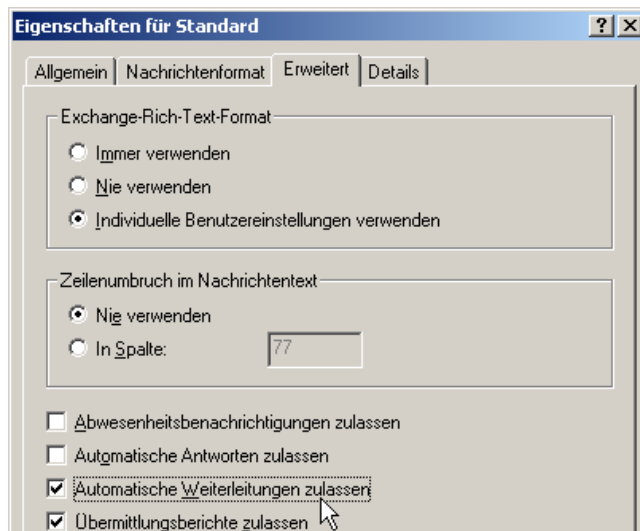 Eigenschaften für Standard
Allgemein Nachrichtenformat Erweitert Details
Exchange-Rich-Text-Format
Immer verwenden
Nie verwenden
Individuelle Benutzereinstellungen verwenden
Zeilenumbruch im Nachrichtentext
Nie verwenden
In Spalte: 77
Abwesenheitsbenachrichtigungen zulassen
Automatische Antworten zulassen
Automatische Weiterleitungen zulassen
Übermittlungsberichte zulassen